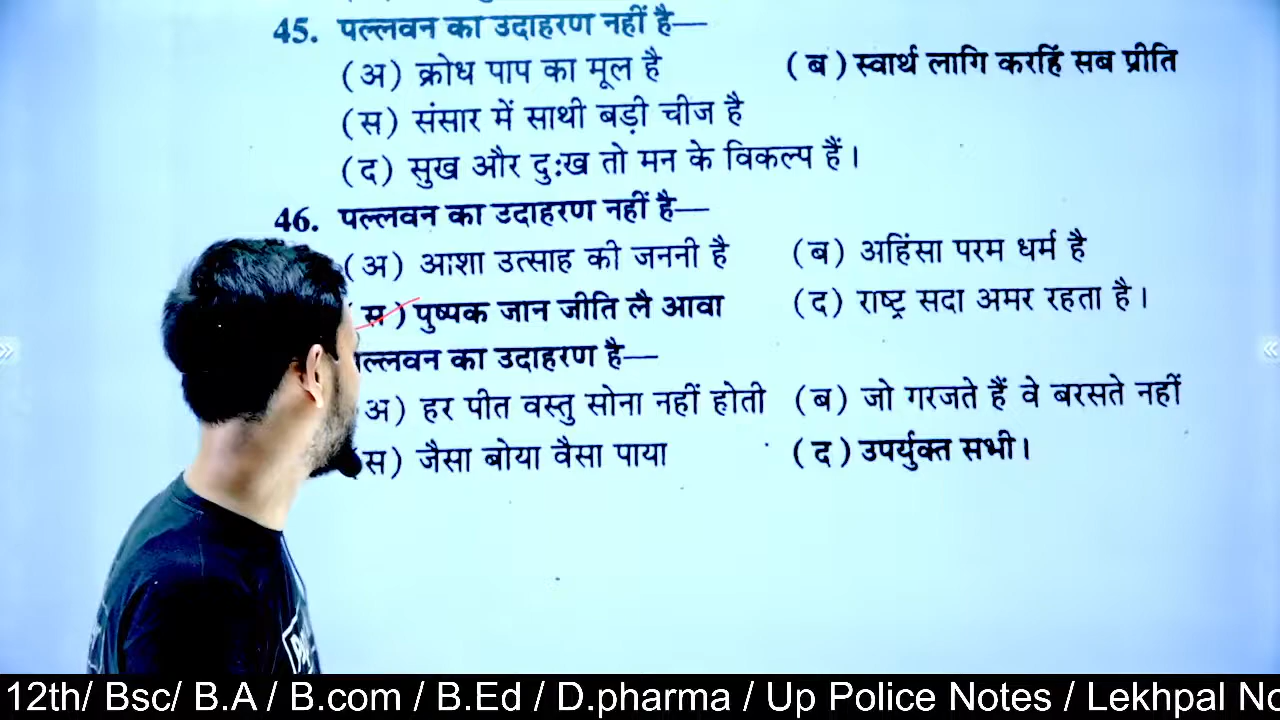 45. पल्लवन का उदाहरण नहीं है—
(अ) क्रोध पाप का मूल है (ब) स्वार्थ लागि करहिं सब प्रीति
(स) संसार में साथी बड़ी चीज है
(द) सुख और दुःख तो मन के विकल्प हैं।
46. पल्लवन का उदाहरण नहीं है—
(अ) आशा उत्साह की जननी है (ब) अहिंसा परम धर्म है
स) पुष्पक जान जीति लै आवा (द) राष्ट्र सदा अमर रहता है।
ल्लवन का उदाहरण है—
अ) हर पीत वस्तु सोना नहीं होती (ब) जो गरजते हैं वे बरसते नहीं
(स) जैसा बोया वैसा पाया (द) उपर्युक्त सभी।
12th/ Bsc/ B.A / B.com / B.Ed / D.pharma / Up Police Notes / Lekhpal No